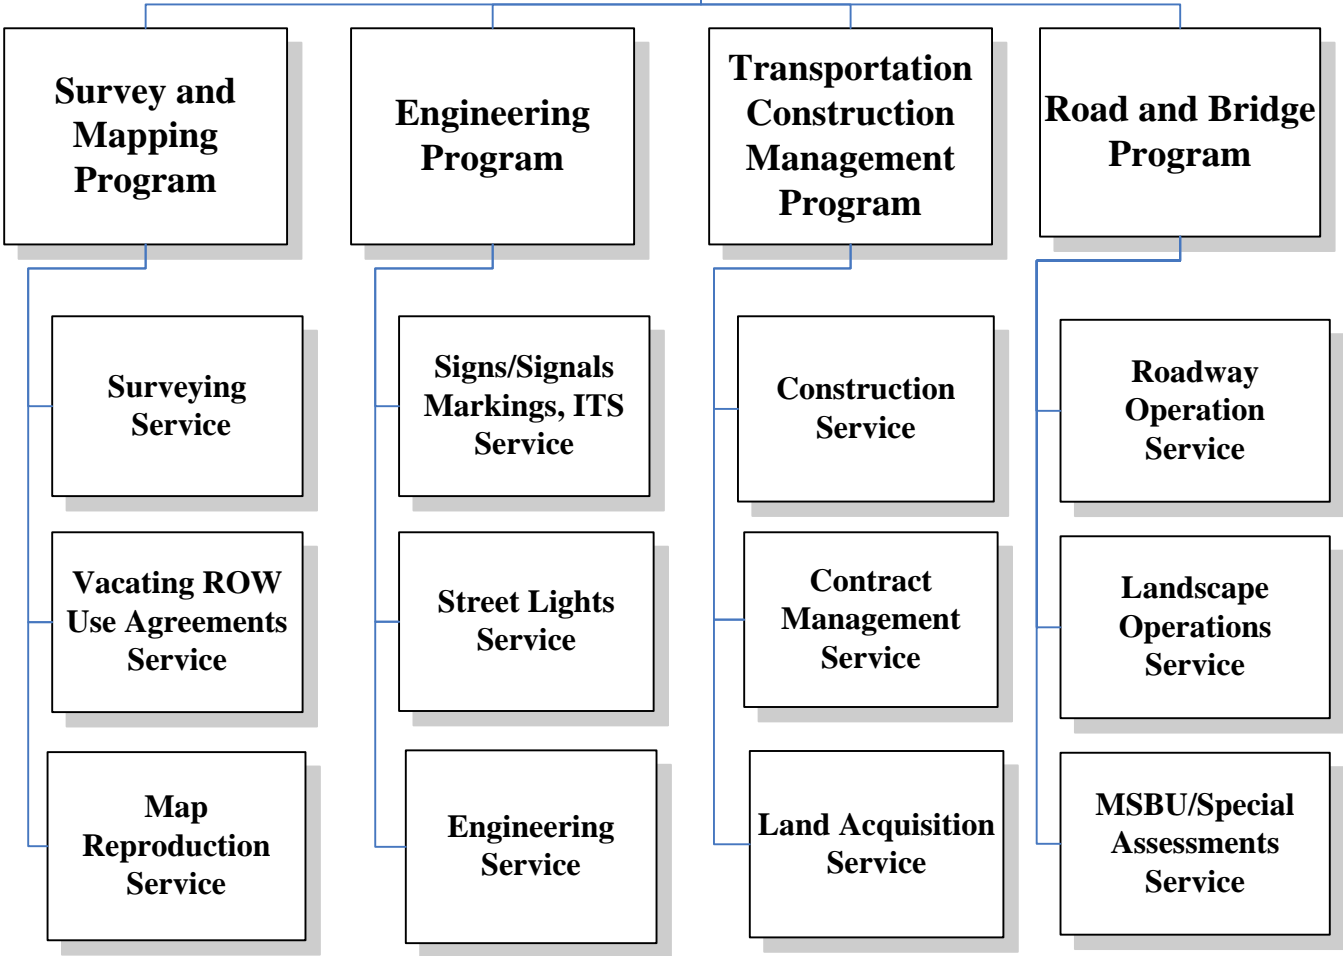 Survey and
Mapping
Program
Engineering
Program
Transportation
Construction
Management
Program
Road and Bridge
Program
Surveying
Service
Signs/Signals
Markings, ITS
Service
Construction
Service
Roadway
Operation
Service
Vacating ROW
Use Agreements
Service
Street Lights
Service
Contract
Management
Service
Landscape
Operations
Service
Map
Reproduction
Service
Engineering
Service
Land Acquisition
Service
MSBU/Special
Assessments
Service